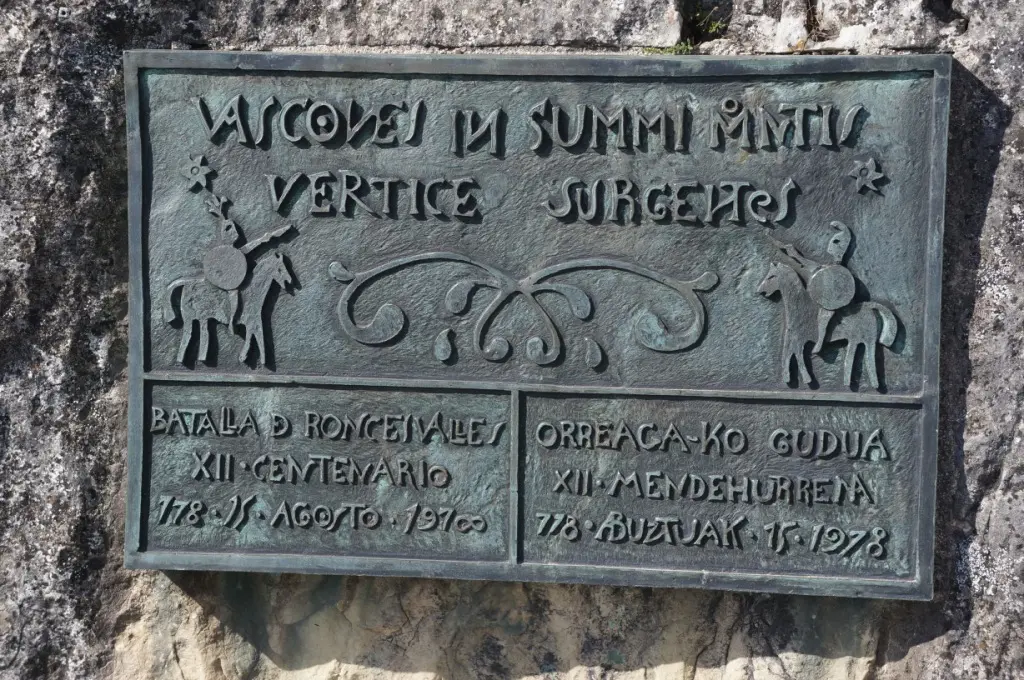 VASCONES IN SUMMI MONTIS
VERTICE SURGENTES
BATALLA D RONCESVALLES
XII·CENTENARIO
778·15·AGOSTO·1978
ORREAGA-KO GUDUA
XII·MENDEHURRENA
778·ABUZTUAK·15·1978